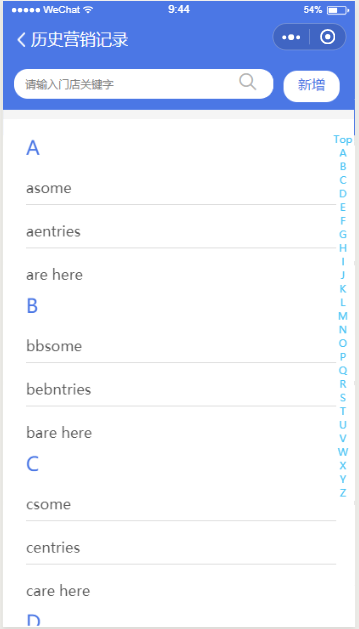 WeChat 9:44 54%
历史营销记录
请输入门店关键字 新增
A
asome
aentries
are here
B
bbsome
bebntries
bare here
C
csome
centries
care here
D
Top
A
B
C
D
E
F
G
H
I
J
K
L
M
N
O
P
Q
R
S
T
U
V
W
X
Y
Z